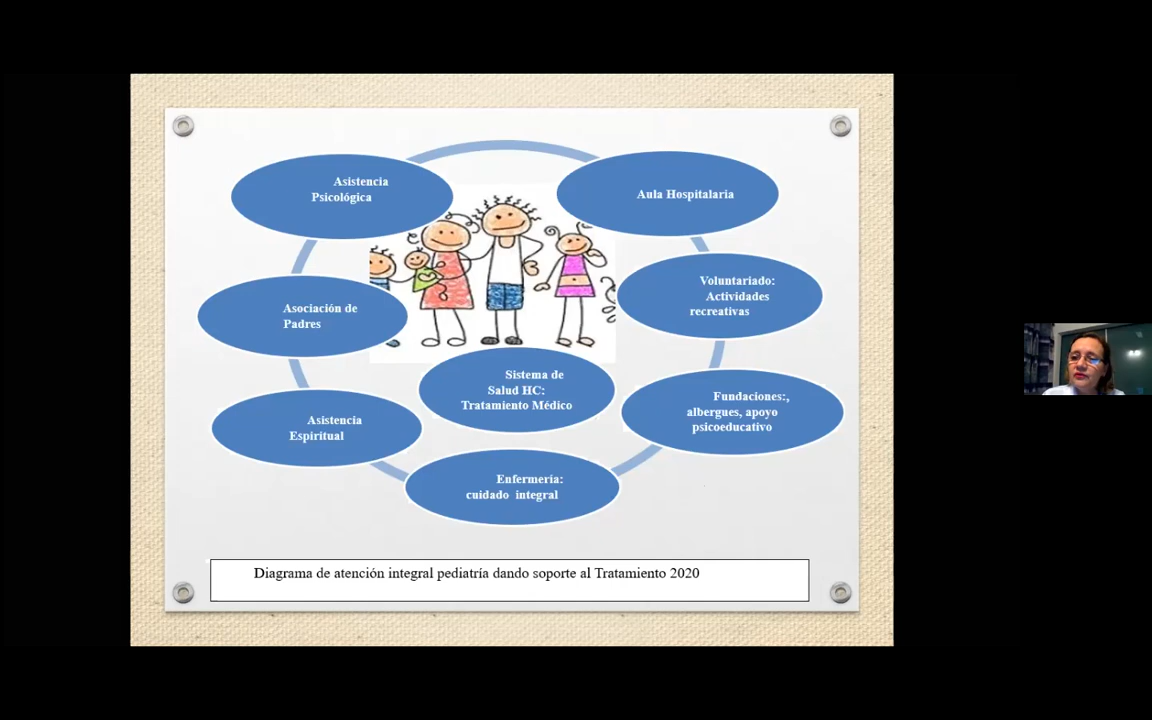 Asistencia
Psicológica
Aula Hospitalaria
Voluntariado:
Actividades
recreativas
Asociación de
Padres
Sistema de
Salud HC:
Tratamiento Médico
Fundaciones:,
albergues, apoyo
psicoeducativo
Asistencia
Espiritual
Enfermería:
cuidado integral
Diagrama de atención integral pediatría dando soporte al Tratamiento 2020